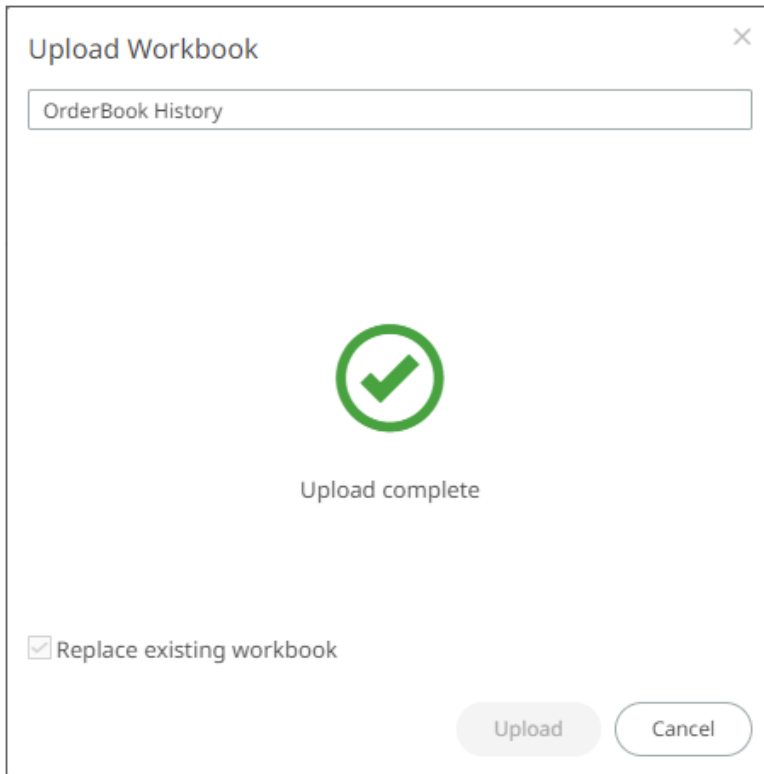 Upload Workbook
OrderBook History
Upload complete
Replace existing workbook
Upload
Cancel